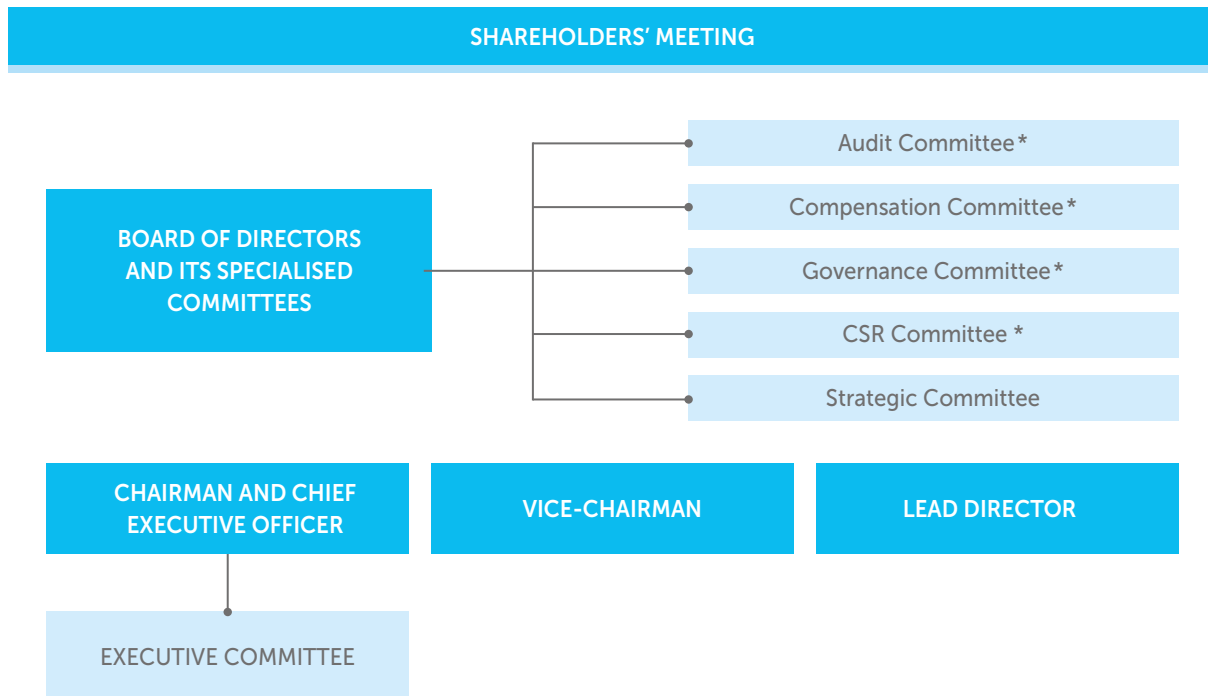 SHAREHOLDERS’ MEETING
Audit Committee*
Compensation Committee*
BOARD OF DIRECTORS
AND ITS SPECIALISED
COMMITTEES
Governance Committee*
CSR Committee *
Strategic Committee
CHAIRMAN AND CHIEF
EXECUTIVE OFFICER
VICE-CHAIRMAN
LEAD DIRECTOR
EXECUTIVE COMMITTEE